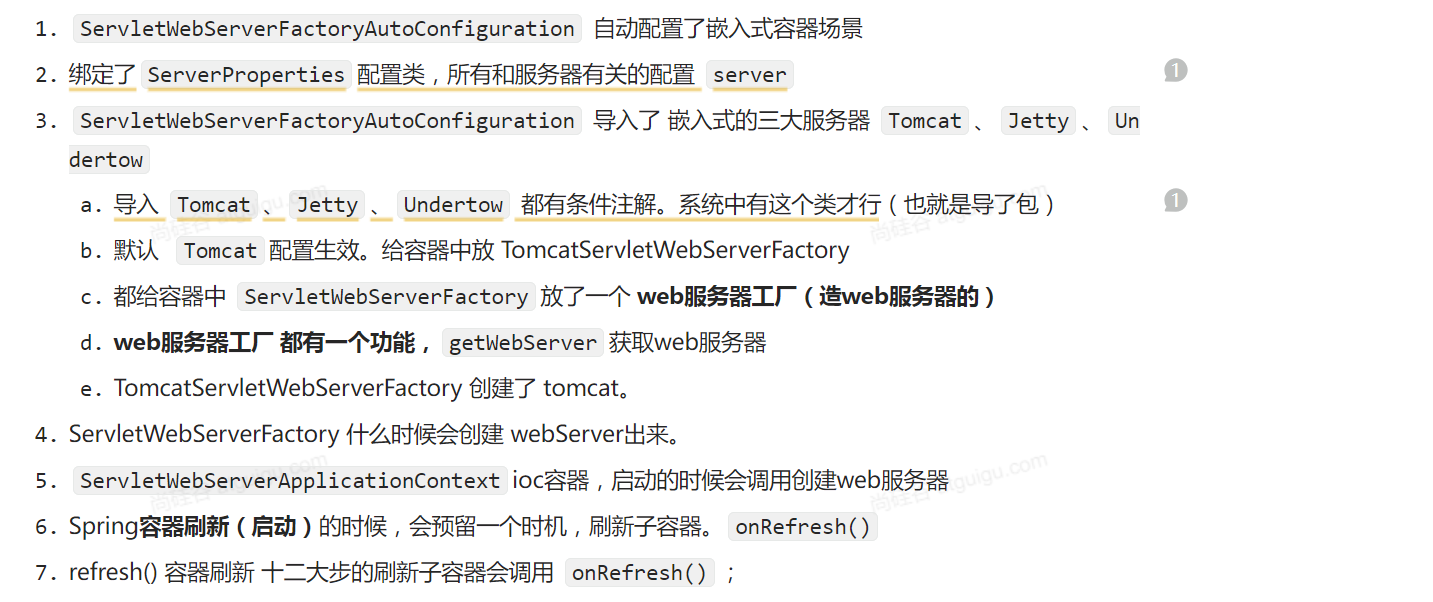 1. ServletWebServerFactoryAutoConfiguration 自动配置了嵌入式容器场景
2. 绑定了 ServerProperties 配置类，所有和服务器有关的配置 server 1
3. ServletWebServerFactoryAutoConfiguration 导入了 嵌入式的三大服务器 Tomcat 、 Jetty 、 Un
dertow
a. 导入 Tomcat 、 Jetty 、 Undertow 都有条件注解。系统中有这个类才行（也就是导了包） 1
b. 默认 Tomcat 配置生效。给容器中放 TomcatServletWebServerFactory
c. 都给容器中 ServletWebServerFactory 放了一个 web服务器工厂（造web服务器的）
d. web服务器工厂 都有一个功能， getWebServer 获取web服务器
e. TomcatServletWebServerFactory 创建了 tomcat。
4. ServletWebServerFactory 什么时候会创建 webServer出来。
5. ServletWebServerApplicationContext ioc容器，启动的时候会调用创建web服务器
6. Spring容器刷新（启动）的时候，会预留一个时机，刷新子容器。 onRefresh()
7. refresh() 容器刷新 十二大步的刷新子容器会调用 onRefresh() ；